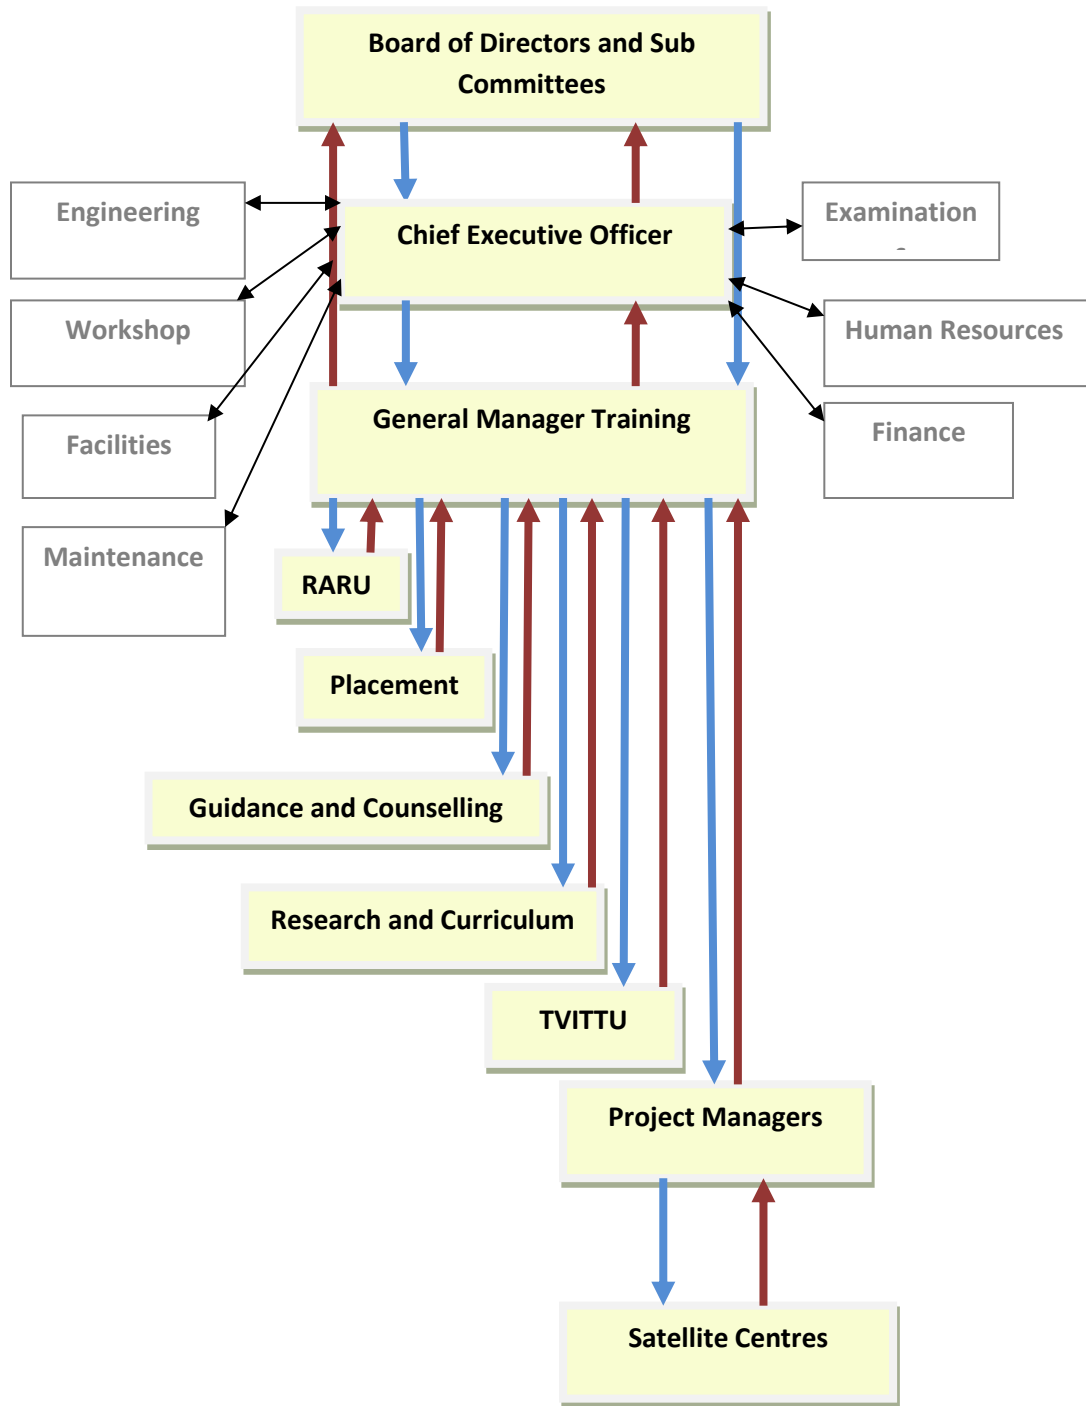 Board of Directors and Sub
Committees
Engineering
Examination
Chief Executive Officer
Workshop
Human Resources
General Manager Training
Facilities
Finance
Maintenance
RARU
Placement
Guidance and Counselling
Research and Curriculum
TVITTU
Project Managers
Satellite Centres